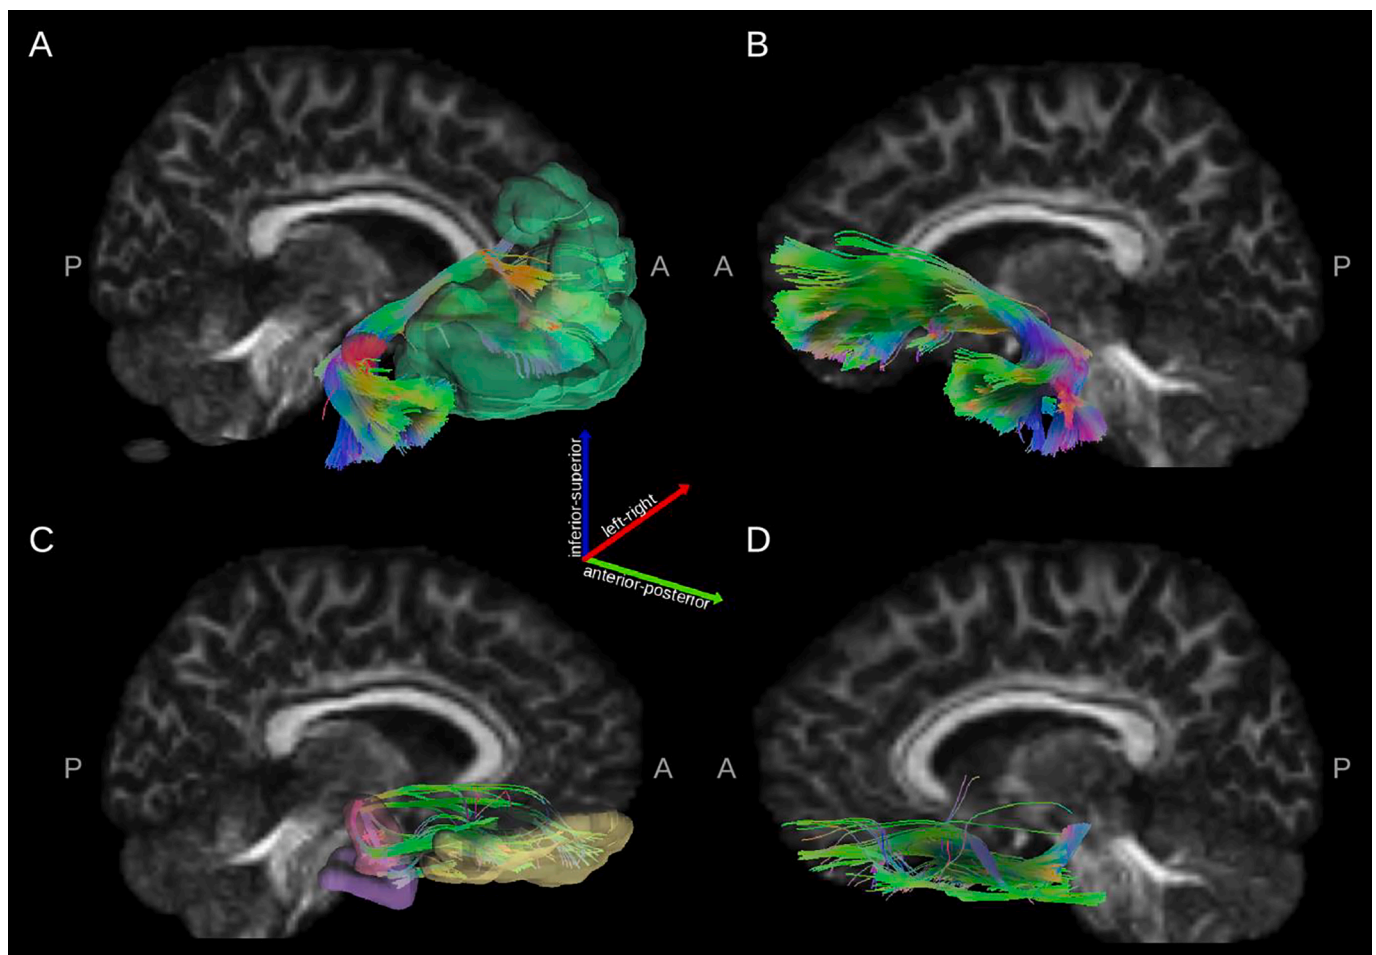 A
B
P
A
A
P
inferior-superior
left-right
anterior-posterior
C
D
P
A
A
P